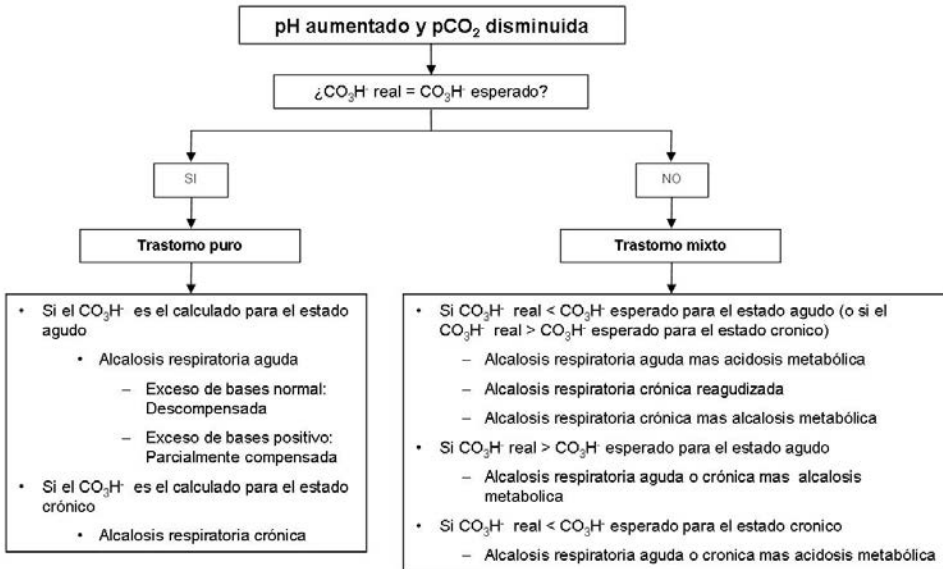 pH aumentado y pCO₂ disminuida
¿CO₃H⁻ real = CO₃H⁻ esperado?
SI
NO
Trastorno puro
Trastorno mixto
• Si el CO₃H⁻ es el calculado para el estado
agudo
• Alcalosis respiratoria aguda
– Exceso de bases normal:
Descompensada
– Exceso de bases positivo:
Parcialmente compensada
• Si el CO₃H⁻ es el calculado para el estado
crónico
• Alcalosis respiratoria crónica
• Si CO₃H⁻ real < CO₃H⁻ esperado para el estado agudo (o si el
CO₃H⁻ real > CO₃H⁻ esperado para el estado cronico)
– Alcalosis respiratoria aguda mas acidosis metabólica
– Alcalosis respiratoria crónica reagudizada
– Alcalosis respiratoria crónica mas alcalosis metabólica
• Si CO₃H⁻ real > CO₃H⁻ esperado para el estado agudo
– Alcalosis respiratoria aguda o crónica mas alcalosis
metabolica
• Si CO₃H⁻ real < CO₃H⁻ esperado para el estado cronico
– Alcalosis respiratoria aguda o cronica mas acidosis metabólica